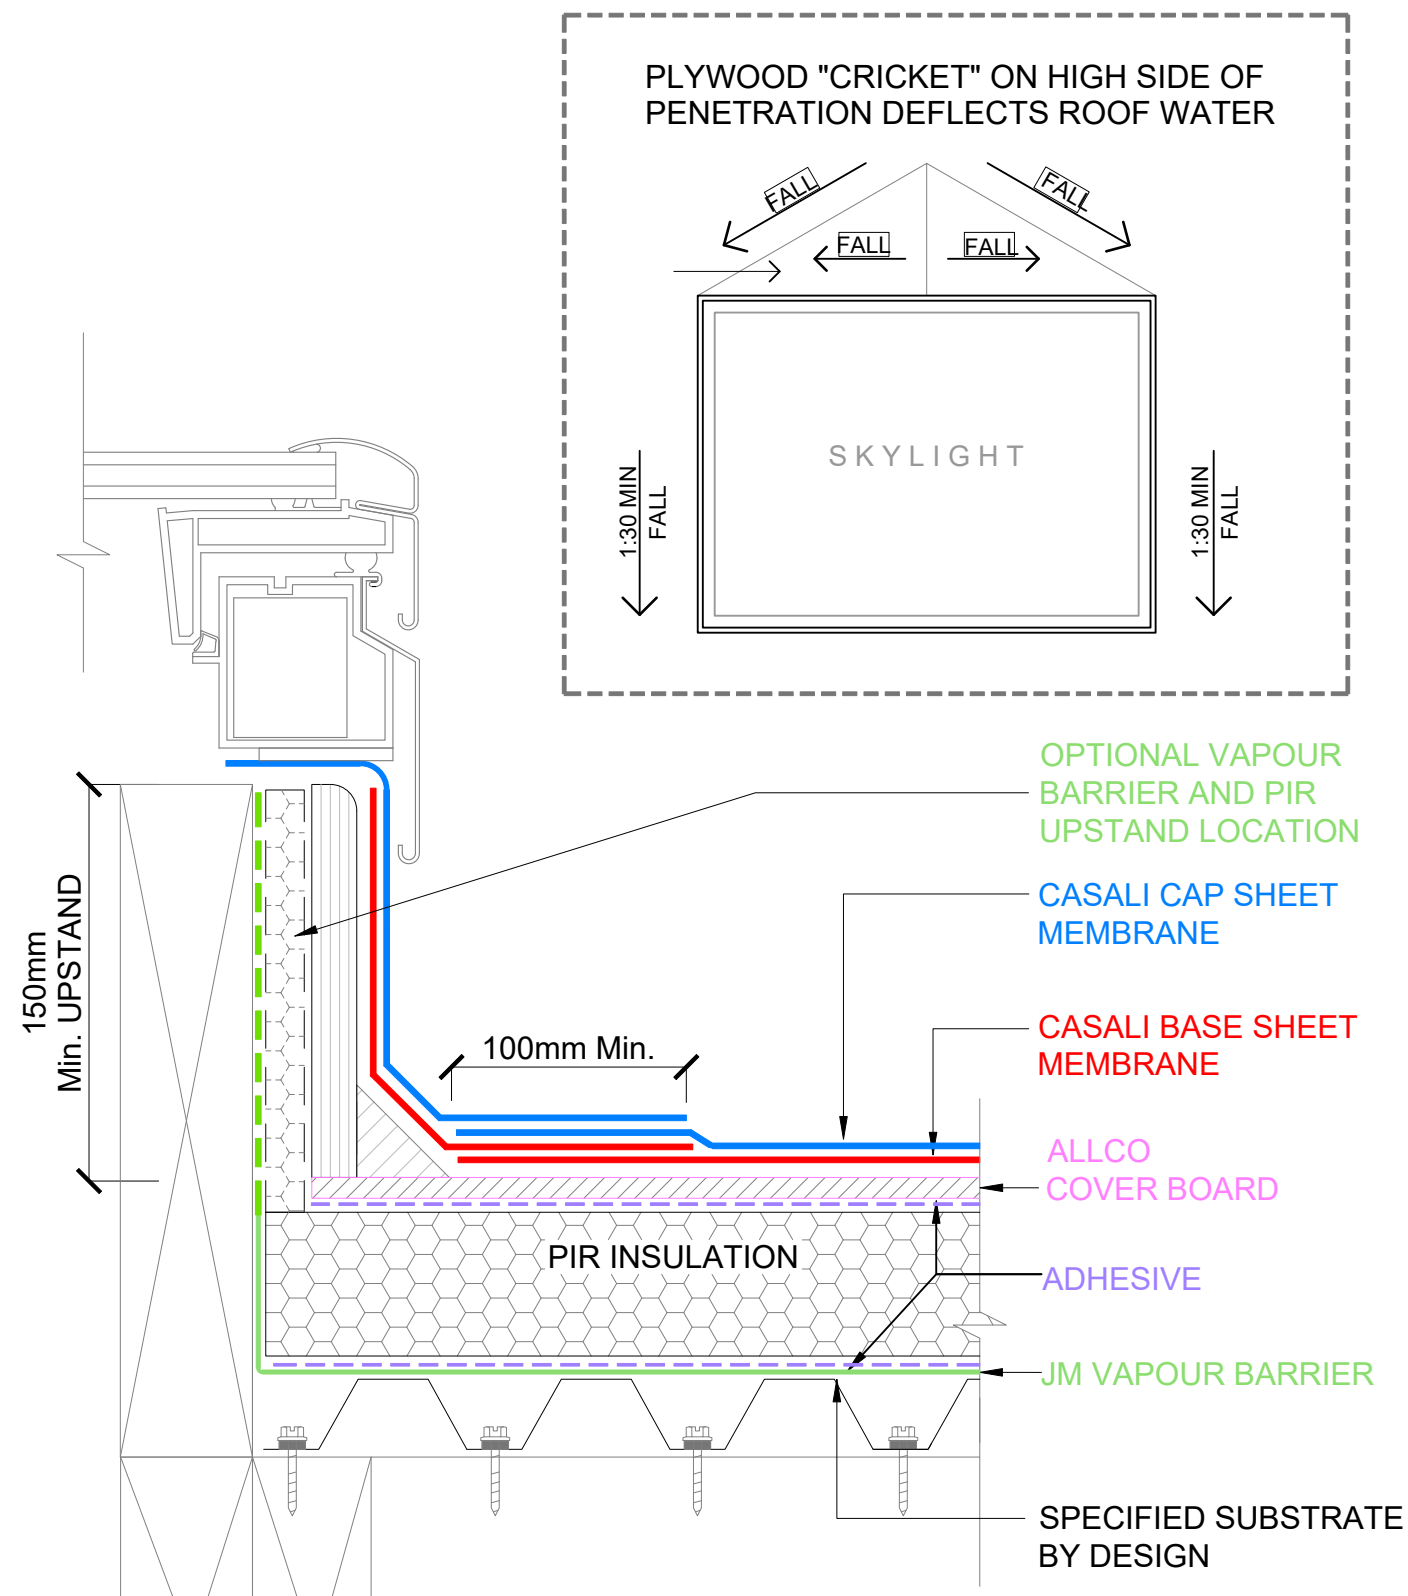 PLYWOOD "CRICKET" ON HIGH SIDE OF
PENETRATION DEFLECTS ROOF WATER
FALL
FALL
FALL
FALL
SKYLIGHT
1:30 MIN
FALL
1:30 MIN
FALL
OPTIONAL VAPOUR
BARRIER AND PIR
UPSTAND LOCATION
CASALI CAP SHEET
MEMBRANE
150mm
Min. UPSTAND
100mm Min.
CASALI BASE SHEET
MEMBRANE
ALLCO
COVER BOARD
PIR INSULATION
ADHESIVE
JM VAPOUR BARRIER
SPECIFIED SUBSTRATE
BY DESIGN